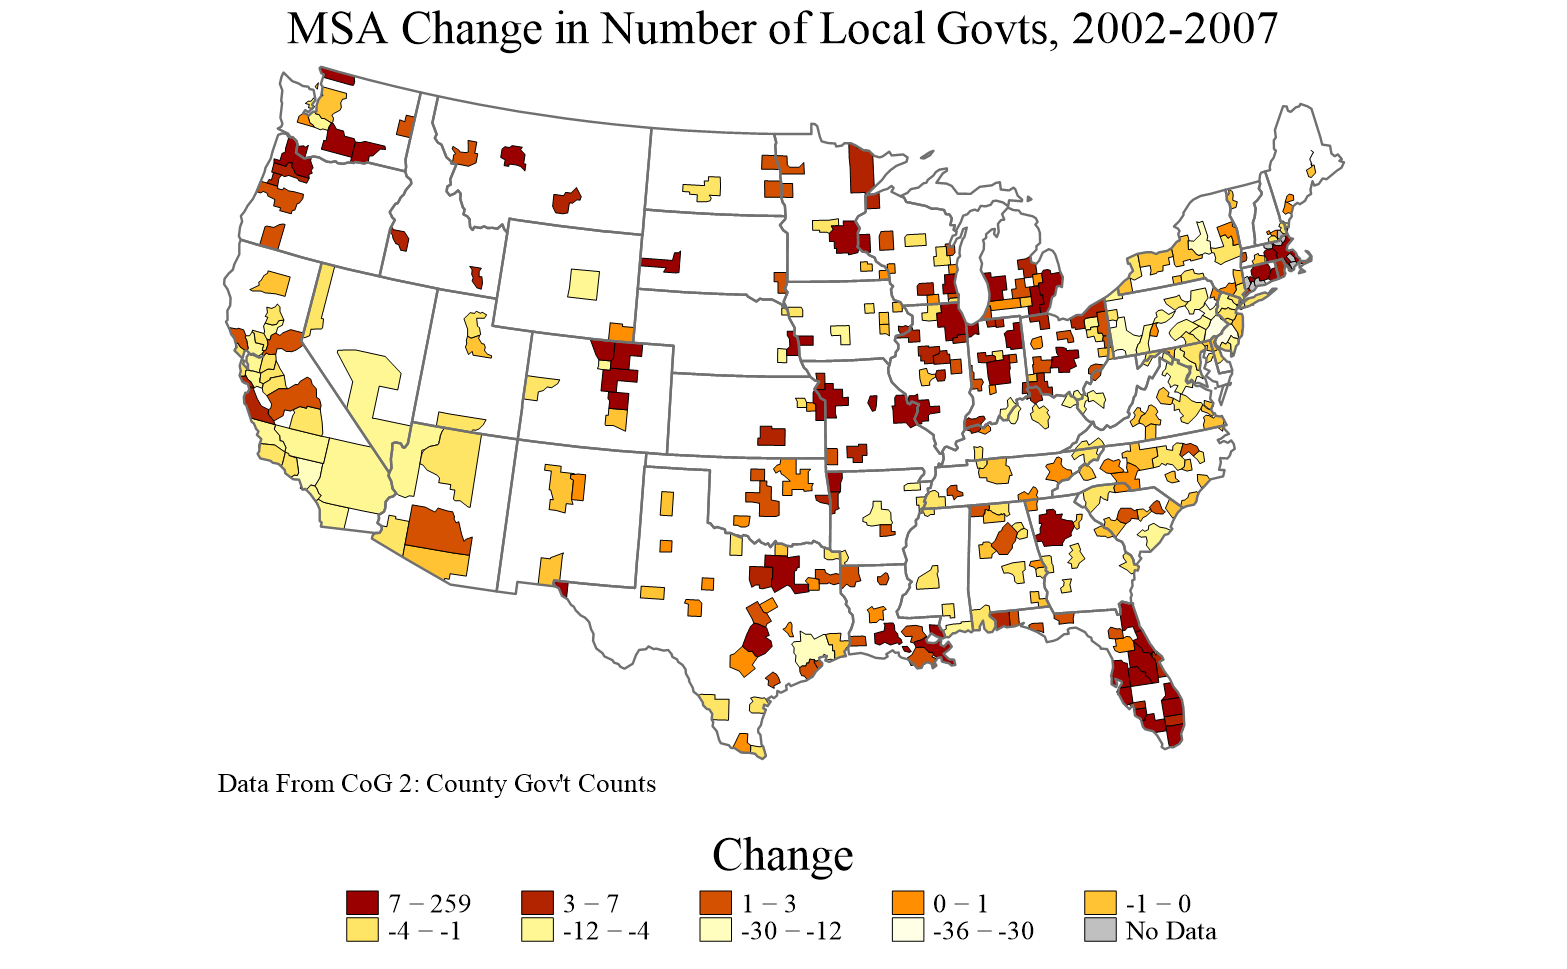 MSA Change in Number of Local Govts, 2002-2007
Data From CoG 2: County Gov't Counts
Change
7 – 259 3 – 7 1 – 3 0 – 1 -1 – 0
-4 – -1 -12 – -4 -30 – -12 -36 – -30 No Data